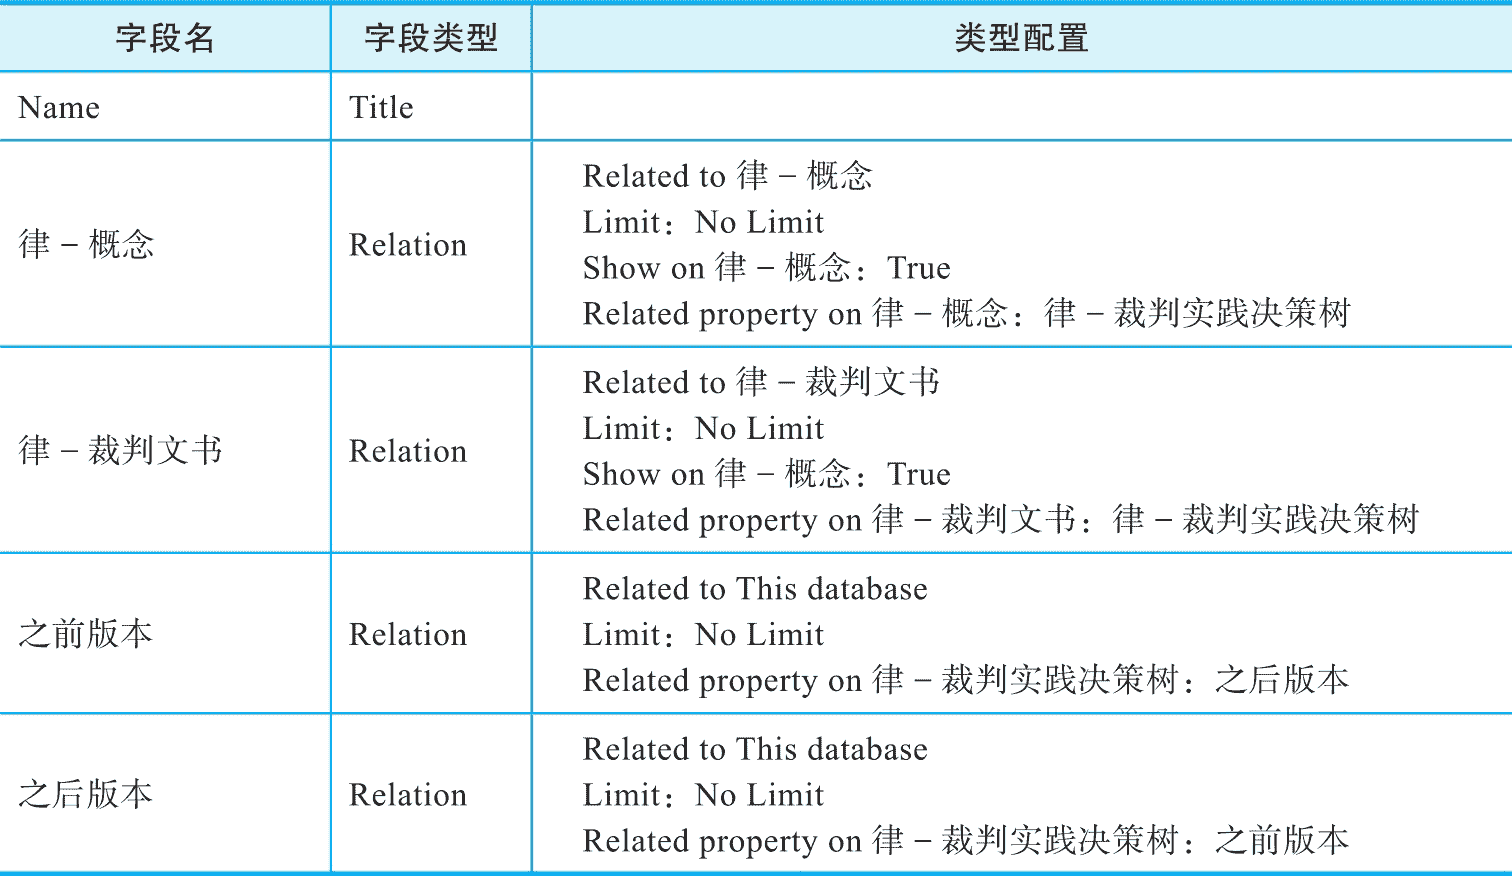 字段名 字段类型 类型配置
Name Title
律－概念 Relation
Related to 律－概念
Limit：No Limit
Show on 律－概念：True
Related property on 律－概念：律－裁判实践决策树
律－裁判文书 Relation
Related to 律－裁判文书
Limit：No Limit
Show on 律－概念：True
Related property on 律－裁判文书：律－裁判实践决策树
之前版本 Relation
Related to This database
Limit：No Limit
Related property on 律－裁判实践决策树：之后版本
之后版本 Relation
Related to This database
Limit：No Limit
Related property on 律－裁判实践决策树：之前版本